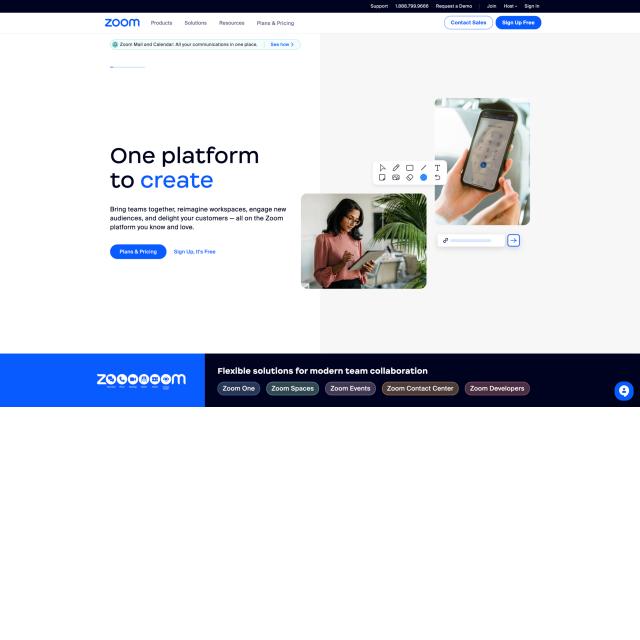 Support 1.888.799.9666 Request a Demo Join Host Sign In
zoom Products Solutions Resources Plans & Pricing Contact Sales Sign Up Free
Zoom Mail and Calendar: All your communications in one place. See how
One platform
to create
Bring teams together, reimagine workspaces, engage new
audiences, and delight your customers – all on the Zoom
platform you know and love.
Plans & Pricing Sign Up, It's Free
T
Flexible solutions for modern team collaboration
zoom
Zoom One Zoom Spaces Zoom Events Zoom Contact Center Zoom Developers